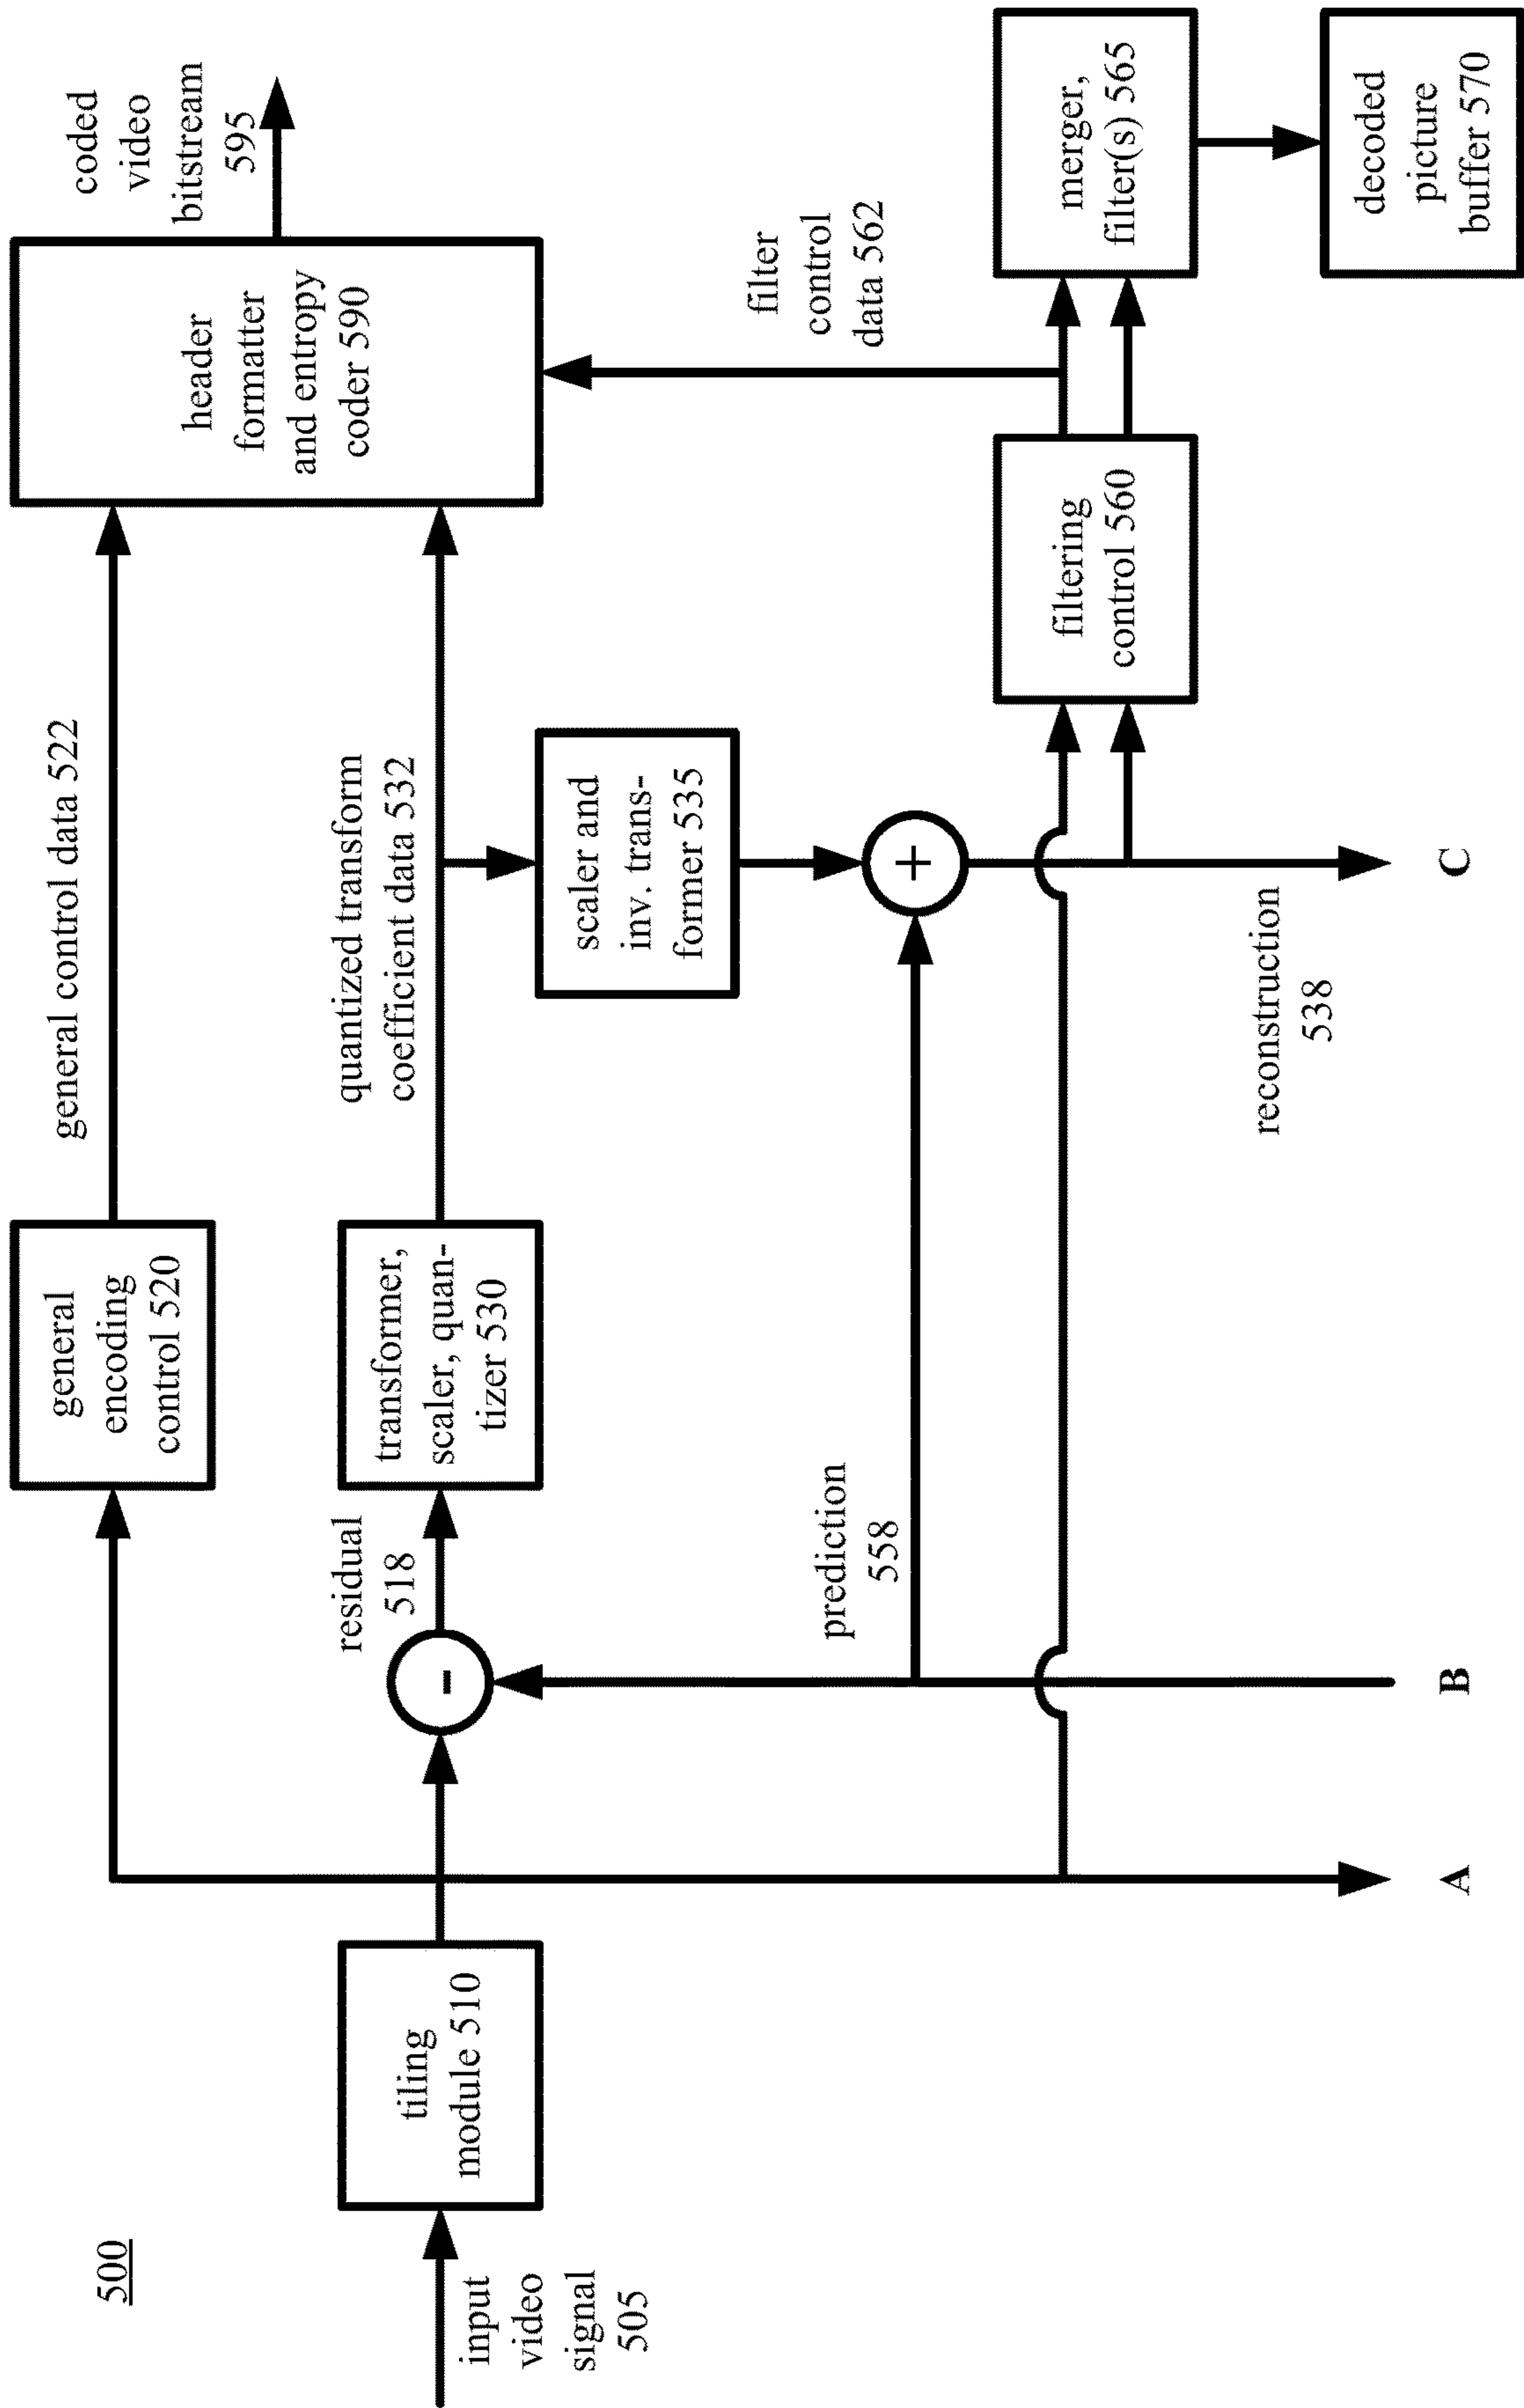 500
general
encoding
control 520
general control data 522
header
formatter
and entropy
coder 590
coded
video
bitstream
595
input
video
signal
505
tiling
module 510
-
residual
518
transformer,
scaler, quan-
tizer 530
quantized transform
coefficient data 532
scaler and
inv. trans-
former 535
prediction
558
+
filter
control
data 562
filtering
control 560
merger,
filter(s) 565
decoded
picture
buffer 570
reconstruction
538
A
B
C